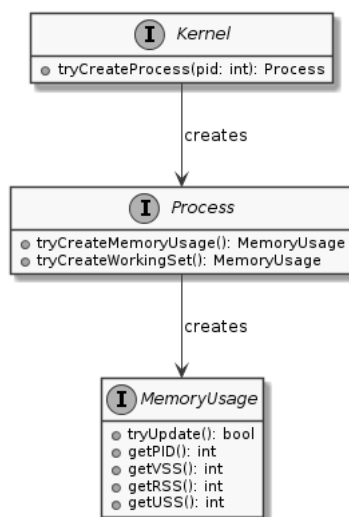 I Kernel
tryCreateProcess(pid: int): Process
creates
I Process
tryCreateMemoryUsage(): MemoryUsage
tryCreateWorkingSet(): MemoryUsage
creates
I MemoryUsage
tryUpdate(): bool
getPID(): int
getVSS(): int
getRSS(): int
getUSS(): int